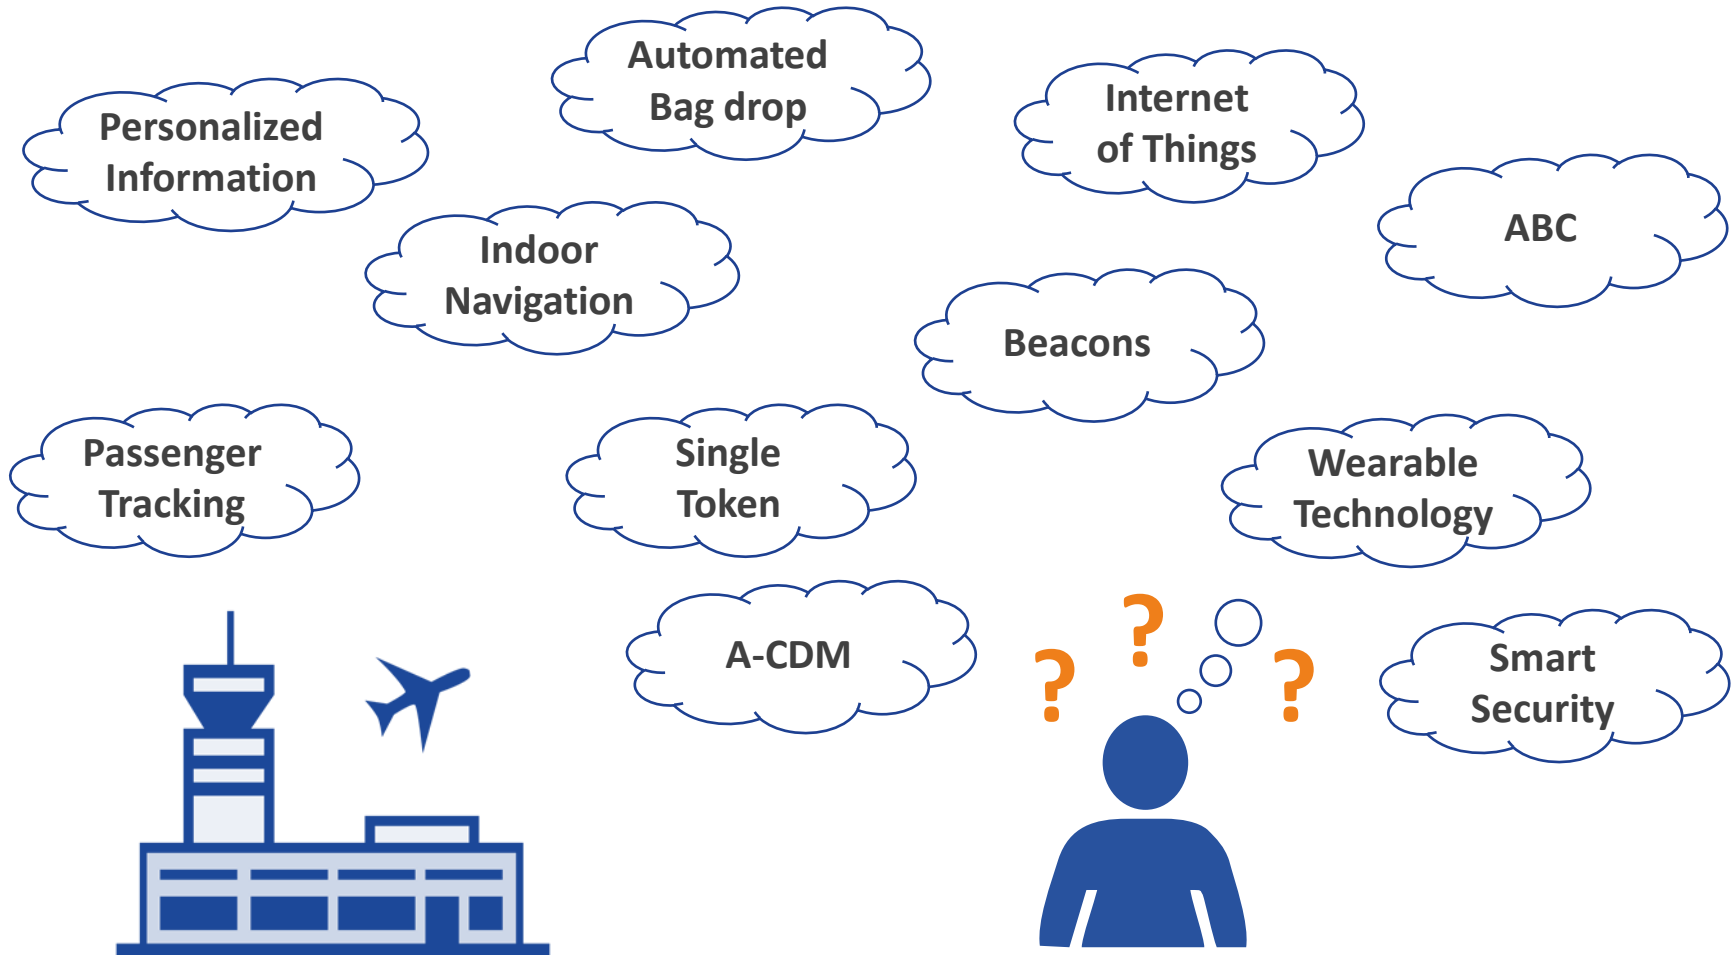 Automated
Bag drop
Personalized
Information
Internet
of Things
ABC
Indoor
Navigation
Beacons
Passenger
Tracking
Single
Token
Wearable
Technology
A-CDM
Smart
Security
?
?
?